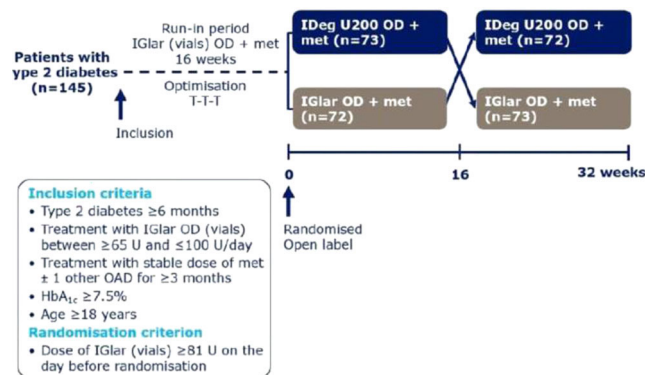 Patients with
ype 2 diabetes
(n=145)
Run-in period
IGlar (vials) OD + met
16 weeks
Optimisation
T-T-T
Inclusion
IDeg U200 OD +
met (n=73)
IDeg U200 OD +
met (n=72)
IGlar OD + met
(n=72)
IGlar OD + met
(n=73)
0
16
32 weeks
Randomised
Open label
Inclusion criteria
• Type 2 diabetes ≥6 months
• Treatment with IGlar OD (vials)
between ≥65 U and ≤100 U/day
• Treatment with stable dose of met
± 1 other OAD for ≥3 months
• HbA1c ≥7.5%
• Age ≥18 years
Randomisation criterion
• Dose of IGlar (vials) ≥81 U on the
day before randomisation